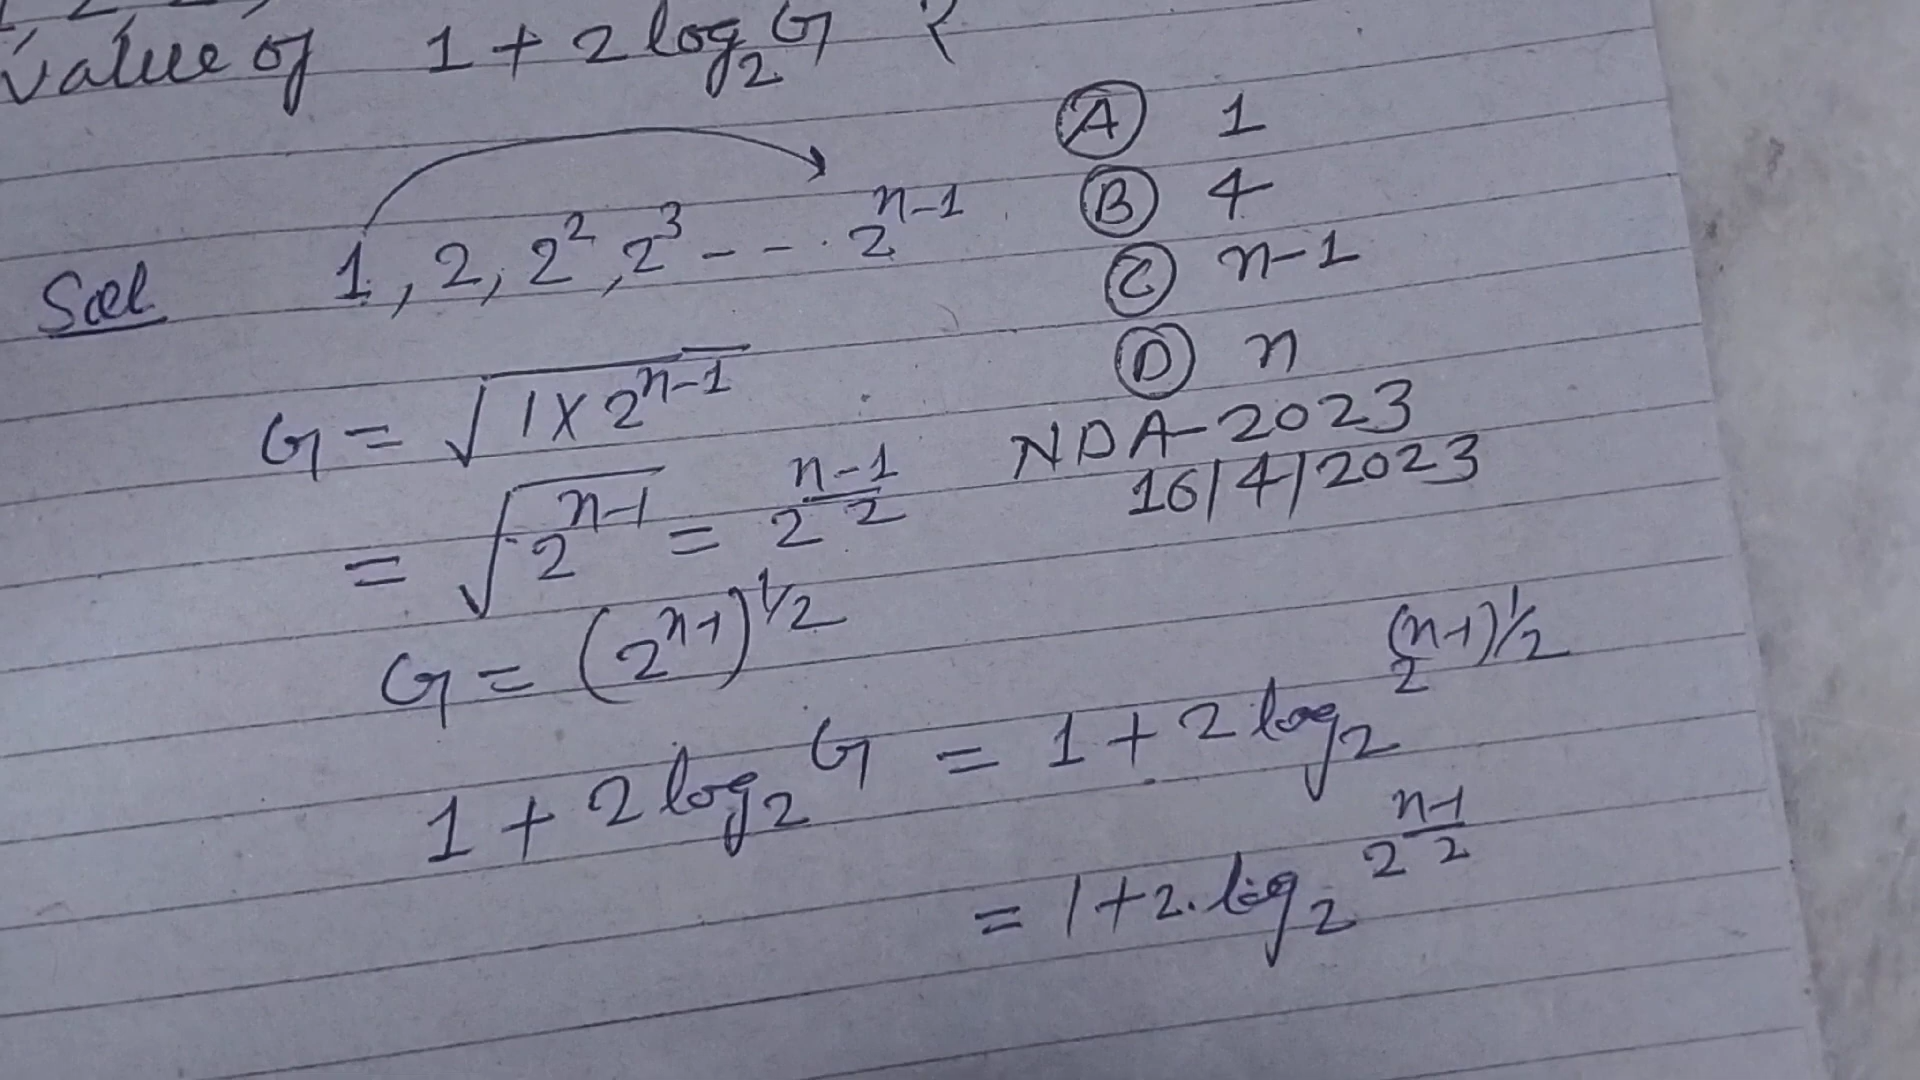 Value of 1 + 2 log₂ G ?
(A) 1
(B) 4
(C) n-1
(D) n
NDA-2023
16/4/2023
Sol 1, 2, 2², 2³ - - . 2ⁿ⁻¹
G = √(1×2ⁿ⁻¹)
= √(2ⁿ⁻¹) = 2^((n-1)/2)
G = (2ⁿ⁻¹)^(1/2)
1 + 2 log₂ G = 1 + 2 log₂ 2^((n-1)1/2)
= 1+2. log₂ 2^((n-1)/2)